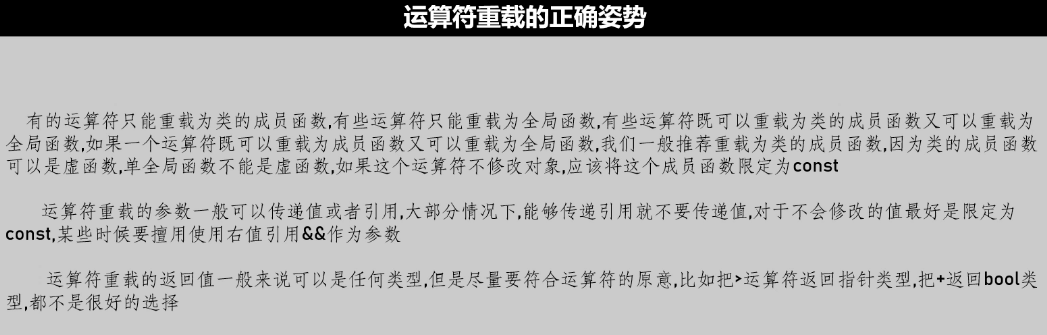 运算符重载的正确姿势
有的运算符只能重载为类的成员函数,有些运算符只能重载为全局函数,有些运算符既可以重载为类的成员函数又可以重载为
全局函数,如果一个运算符既可以重载为成员函数又可以重载为全局函数,我们一般推荐重载为类的成员函数,因为类的成员函数
可以是虚函数,单全局函数不能是虚函数,如果这个运算符不修改对象,应该将这个成员函数限定为const
运算符重载的参数一般可以传递值或者引用,大部分情况下,能够传递引用就不要传递值,对于不会修改的值最好是限定为
const,某些时候要擅用使用右值引用&&作为参数
运算符重载的返回值一般来说可以是任何类型,但是尽量要符合运算符的原意,比如把>运算符返回指针类型,把+返回bool类
型,都不是很好的选择